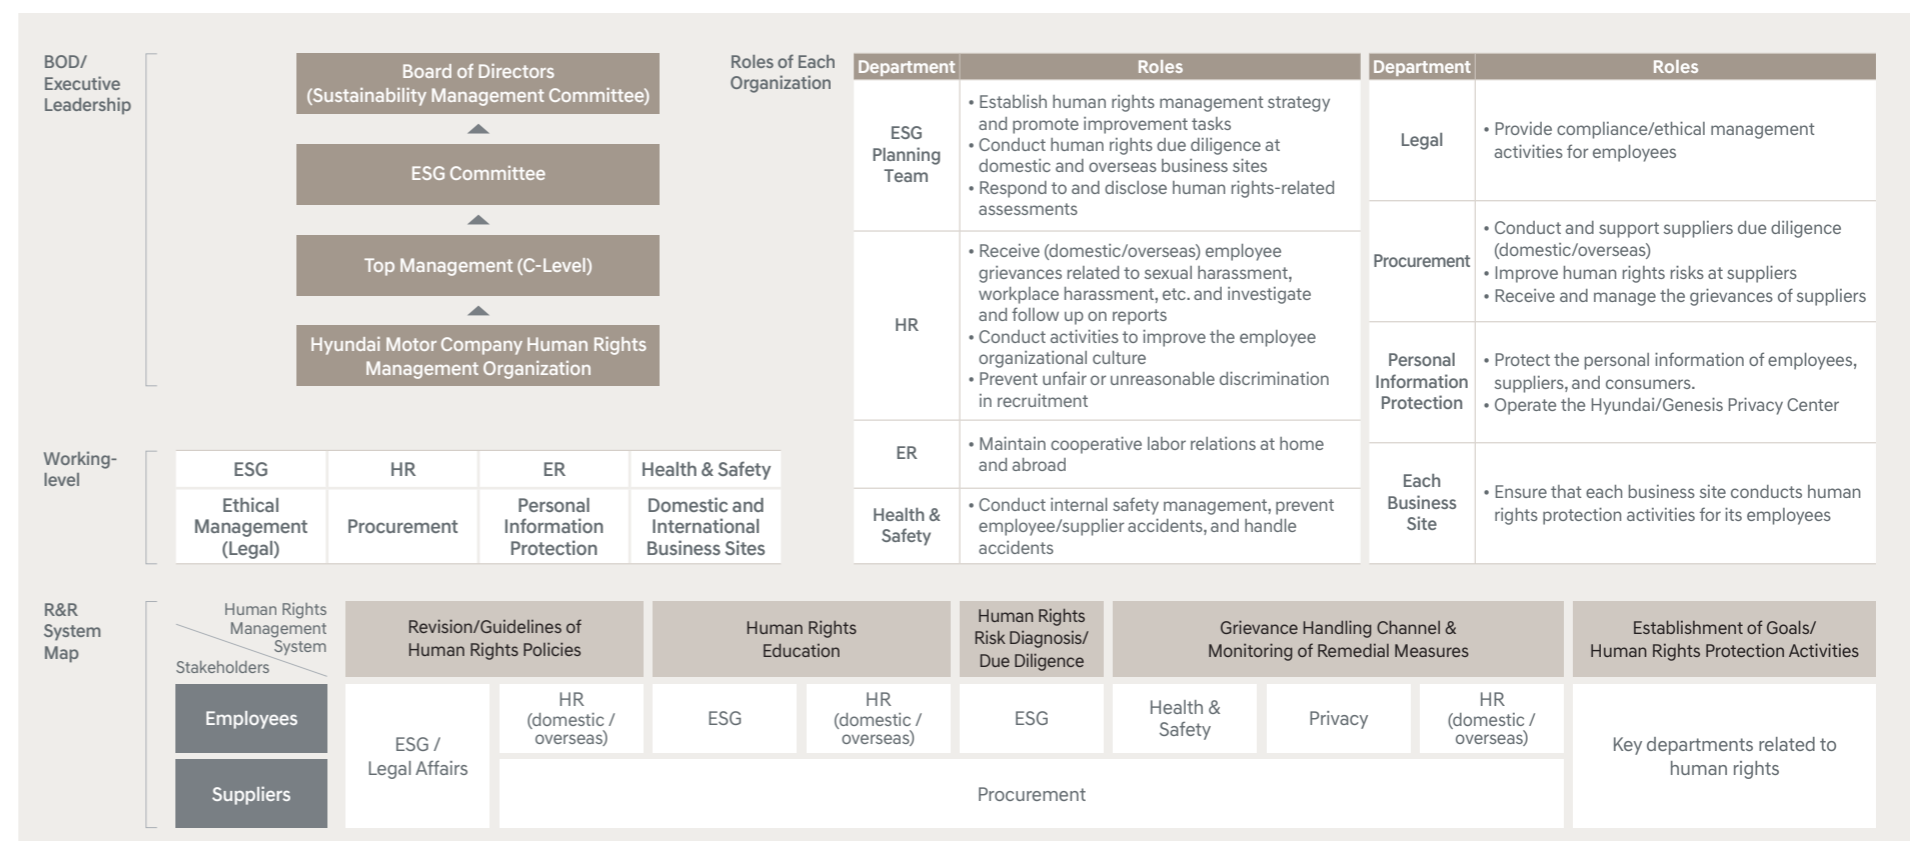 BOD/
Executive
Leadership
Board of Directors
(Sustainability Management Committee)
ESG Committee
Top Management (C-Level)
Hyundai Motor Company Human Rights
Management Organization
Working-
level
ESG
HR
ER
Health & Safety
Ethical
Management
(Legal)
Procurement
Personal
Information
Protection
Domestic and
International
Business Sites
Roles of Each
Organization
Department
Roles
ESG
Planning
Team
• Establish human rights management strategy
and promote improvement tasks
• Conduct human rights due diligence at
domestic and overseas business sites
• Respond to and disclose human rights-related
assessments
HR
• Receive (domestic/overseas) employee
grievances related to sexual harassment,
workplace harassment, etc. and investigate
and follow up on reports
• Conduct activities to improve the employee
organizational culture
• Prevent unfair or unreasonable discrimination
in recruitment
ER
• Maintain cooperative labor relations at home
and abroad
Health &
Safety
• Conduct internal safety management, prevent
employee/supplier accidents, and handle
accidents
Department
Roles
Legal
• Provide compliance/ethical management
activities for employees
Procurement
• Conduct and support suppliers due diligence
(domestic/overseas)
• Improve human rights risks at suppliers
• Receive and manage the grievances of suppliers
Personal
Information
Protection
• Protect the personal information of employees,
suppliers, and consumers.
• Operate the Hyundai/Genesis Privacy Center
Each
Business
Site
• Ensure that each business site conducts human
rights protection activities for its employees
R&R
System
Map
Human Rights
Management
System
Stakeholders
Revision/Guidelines of
Human Rights Policies
Human Rights
Education
Human Rights
Risk Diagnosis/
Due Diligence
Grievance Handling Channel &
Monitoring of Remedial Measures
Establishment of Goals/
Human Rights Protection Activities
Employees
ESG /
Legal Affairs
HR
(domestic /
overseas)
ESG
HR
(domestic /
overseas)
ESG
Health &
Safety
Privacy
HR
(domestic /
overseas)
Key departments related to
human rights
Suppliers
Procurement